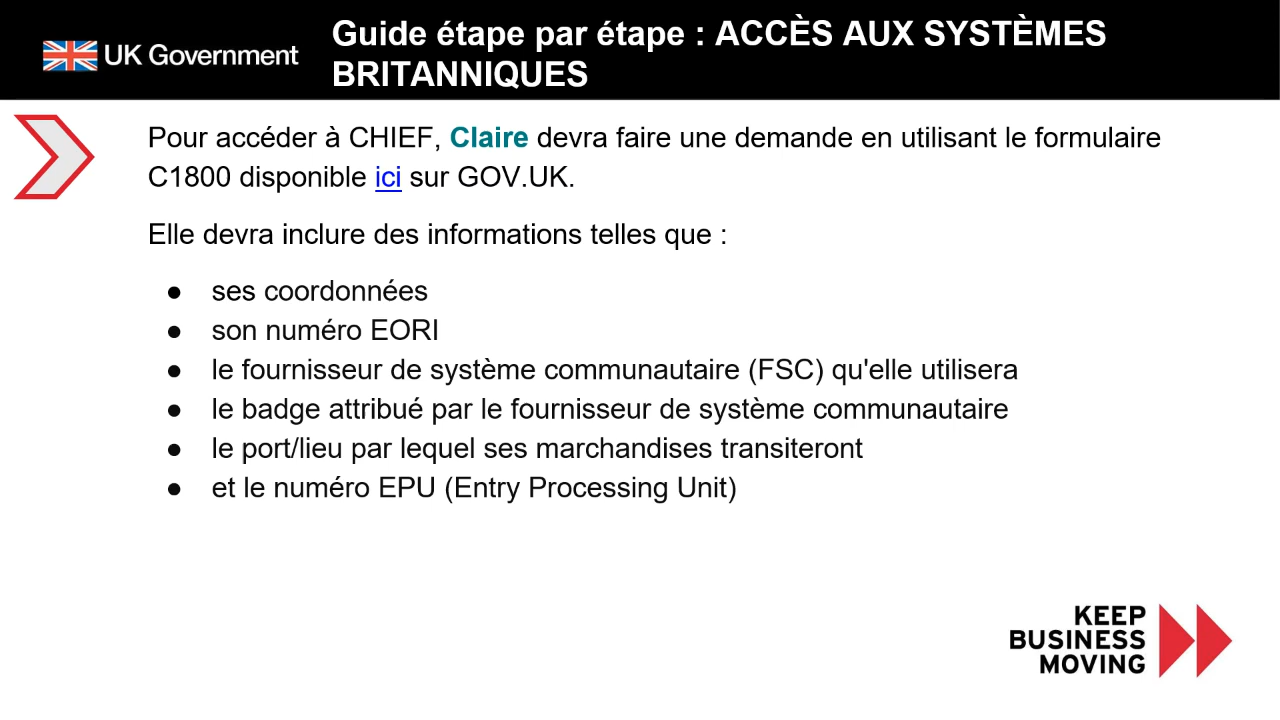 UK Government
Guide étape par étape : ACCÈS AUX SYSTÈMES
BRITANNIQUES
Pour accéder à CHIEF, Claire devra faire une demande en utilisant le formulaire
C1800 disponible ici sur GOV.UK.
Elle devra inclure des informations telles que :
● ses coordonnées
● son numéro EORI
● le fournisseur de système communautaire (FSC) qu'elle utilisera
● le badge attribué par le fournisseur de système communautaire
● le port/lieu par lequel ses marchandises transiteront
● et le numéro EPU (Entry Processing Unit)
KEEP
BUSINESS
MOVING